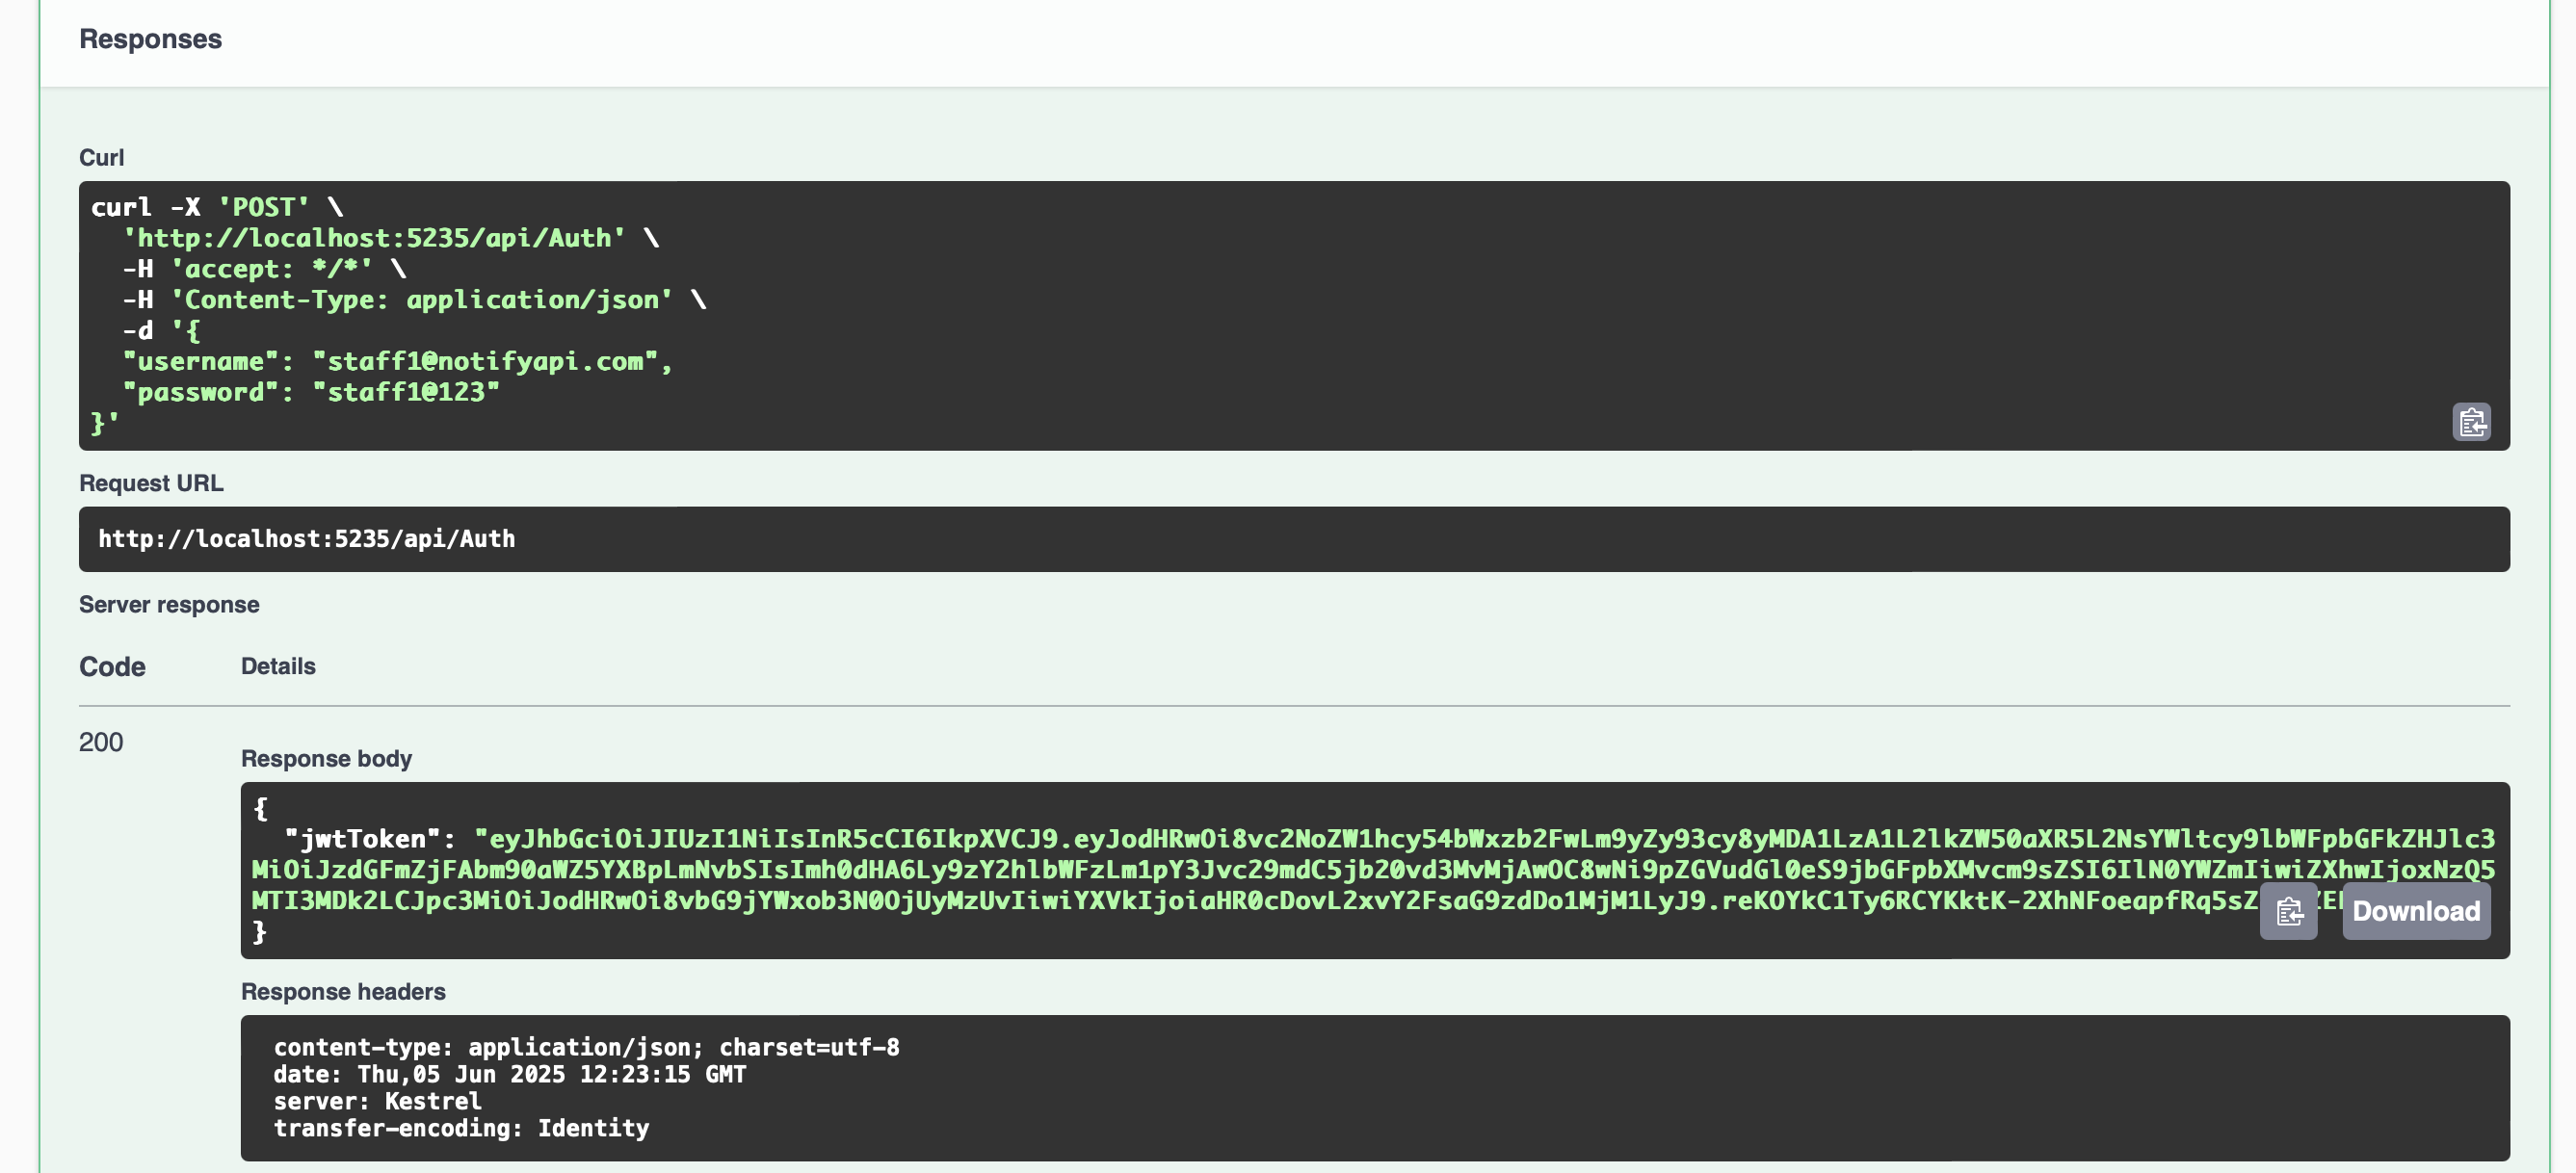 Responses
Curl
curl -X 'POST' \
'http://localhost:5235/api/Auth' \
-H 'accept: */*' \
-H 'Content-Type: application/json' \
-d '{
"username": "staff1@notifyapi.com",
"password": "staff1@123"
}'
Request URL
http://localhost:5235/api/Auth
Server response
Code Details
200
Response body
{
"jwtToken": "eyJhbGciOiJIUzI1NiIsInR5cCI6IkpXVCJ9.eyJodHRwOi8vc2NoZW1hcy54bWxzb2FwLm9yZy93cy8yMDA1LzA1L2lkZW50aXR5L2NsYWltcy9lbWFpbGFkZHJlc3
MiOiJzdGFmZjFAbm90aWZ5YXBpLmNvbSIsImh0dHA6Ly9zY2hlbWFzLm1pY3Jvc29mdC5jb20vd3MvMjAwOC8wNi9pZGVudGl0eS9jbGFpbXMvcm9sZSI6IlN0YWZmIiwiZXhwIjoxNzQ5
MTI3MDk2LCJpc3MiOiJodHRwOi8vbG9jYWxob3N0OjUyMzUvIiwiYXVkIjoiaHR0cDovL2xvY2FsaG9zdDo1MjM1LyJ9.reKOYkC1Ty6RCYKktK-2XhNFoeapfRq5sZ
Download
}
Response headers
content-type: application/json; charset=utf-8
date: Thu,05 Jun 2025 12:23:15 GMT
server: Kestrel
transfer-encoding: Identity